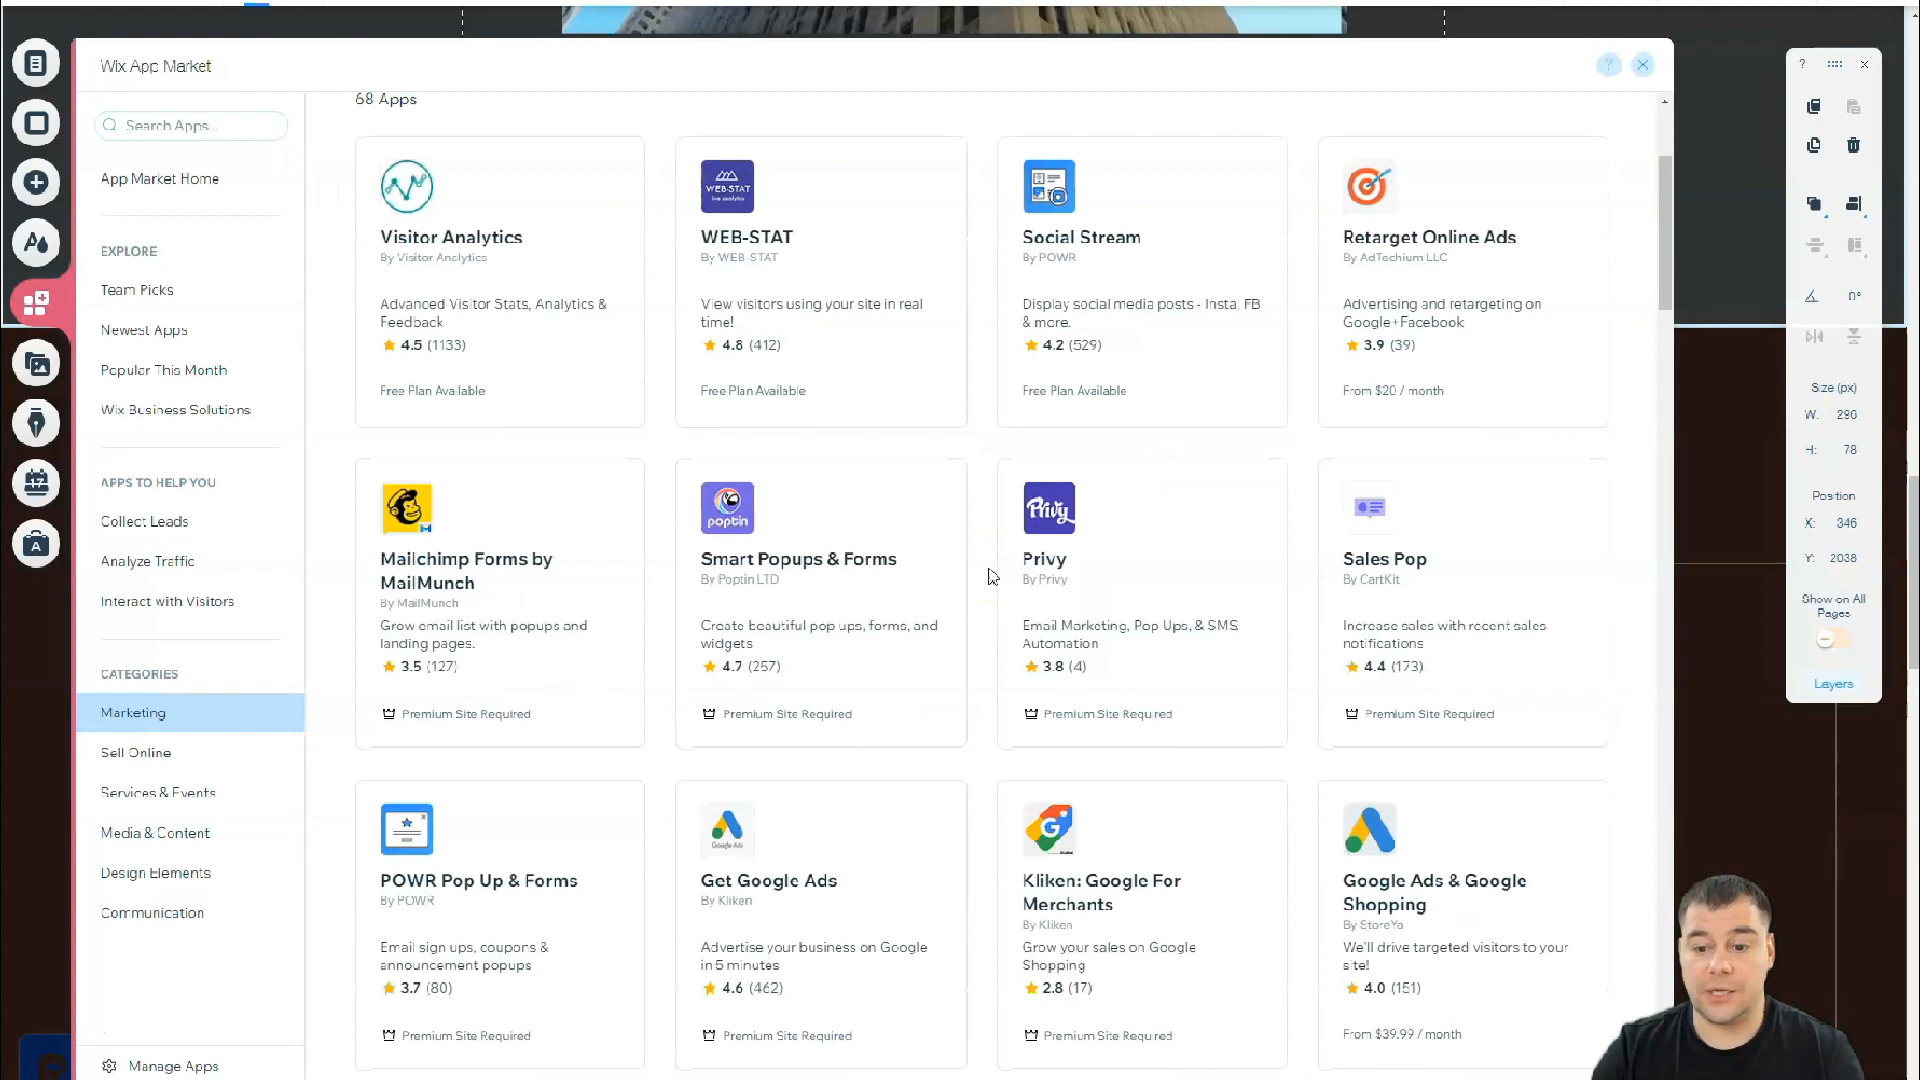 Wix App Market
?
Search Apps...
App Market Home
EXPLORE
Team Picks
Newest Apps
Popular This Month
Wix Business Solutions
APPS TO HELP YOU
Collect Leads
Analyze Traffic
Interact with Visitors
CATEGORIES
Marketing
Sell Online
Services & Events
Media & Content
Design Elements
Communication
Manage Apps
68 Apps
Visitor Analytics
By Visitor Analytics
Advanced Visitor Stats, Analytics &
Feedback
4.5 (1133)
Free Plan Available
WEB-STAT
live analytics
WEB-STAT
By WEB-STAT
View visitors using your site in real
time!
4.8 (412)
Free Plan Available
Social Stream
By POWR
Display social media posts - Insta, FB
& more.
4.2 (529)
Free Plan Available
Retarget Online Ads
By AdTechium LLC
Advertising and retargeting on
Google+Facebook
3.9 (39)
From $20 / month
Mailchimp Forms by
MailMunch
By MailMunch
Grow email list with popups and
landing pages.
3.5 (127)
Premium Site Required
poptin
Smart Popups & Forms
By Poptin LTD
Create beautiful pop ups, forms, and
widgets
4.7 (257)
Premium Site Required
Privy
Privy
By Privy
Email Marketing, Pop Ups, & SMS
Automation
3.8 (4)
Premium Site Required
Sales Pop
By CartKit
Increase sales with recent sales
notifications
4.4 (173)
Premium Site Required
POWR Pop Up & Forms
By POWR
Email sign ups, coupons &
announcement popups
3.7 (80)
Premium Site Required
Google Ads
Get Google Ads
By Kliken
Advertise your business on Google
in 5 minutes
4.6 (462)
Premium Site Required
G
Kliken: Google For
Merchants
By Kliken
Grow your sales on Google
Shopping
2.8 (17)
Premium Site Required
Google Ads & Google
Shopping
By StoreYa
We'll drive targeted visitors to your
site!
4.0 (151)
From $39.99 / month
?
0°
Size (px)
W: 296
H: 78
Position
X: 346
Y: 2038
Show on All
Pages
Layers
17
A